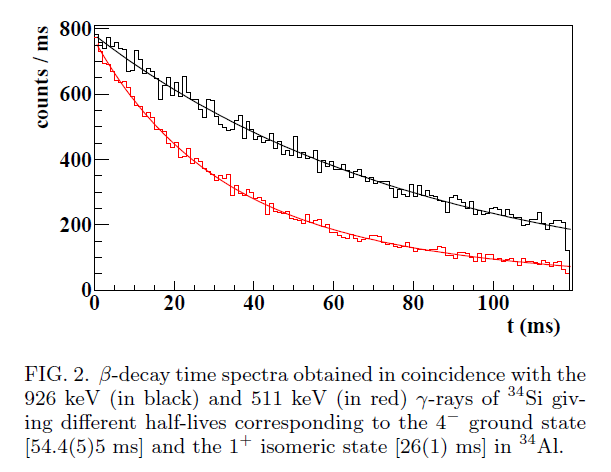 counts / ms
800
600
400
200
0
0 20 40 60 80 100
t (ms)
FIG. 2. β-decay time spectra obtained in coincidence with the
926 keV (in black) and 511 keV (in red) γ-rays of ³⁴Si giv-
ing different half-lives corresponding to the 4⁻ ground state
[54.4(5)5 ms] and the 1⁺ isomeric state [26(1) ms] in ³⁴Al.